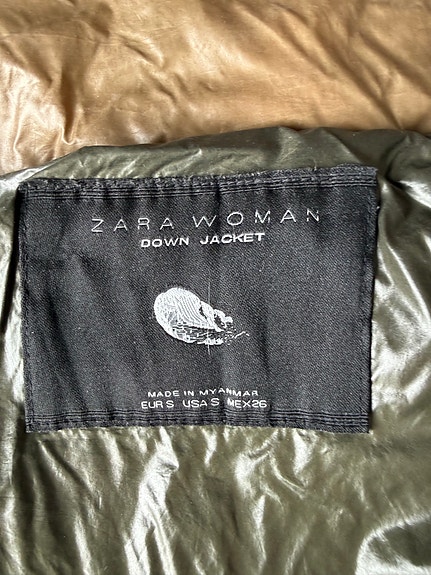 ZARA WOMAN
DOWN JACKET
MADE IN MYANMAR
EUR S USA S MEX 26